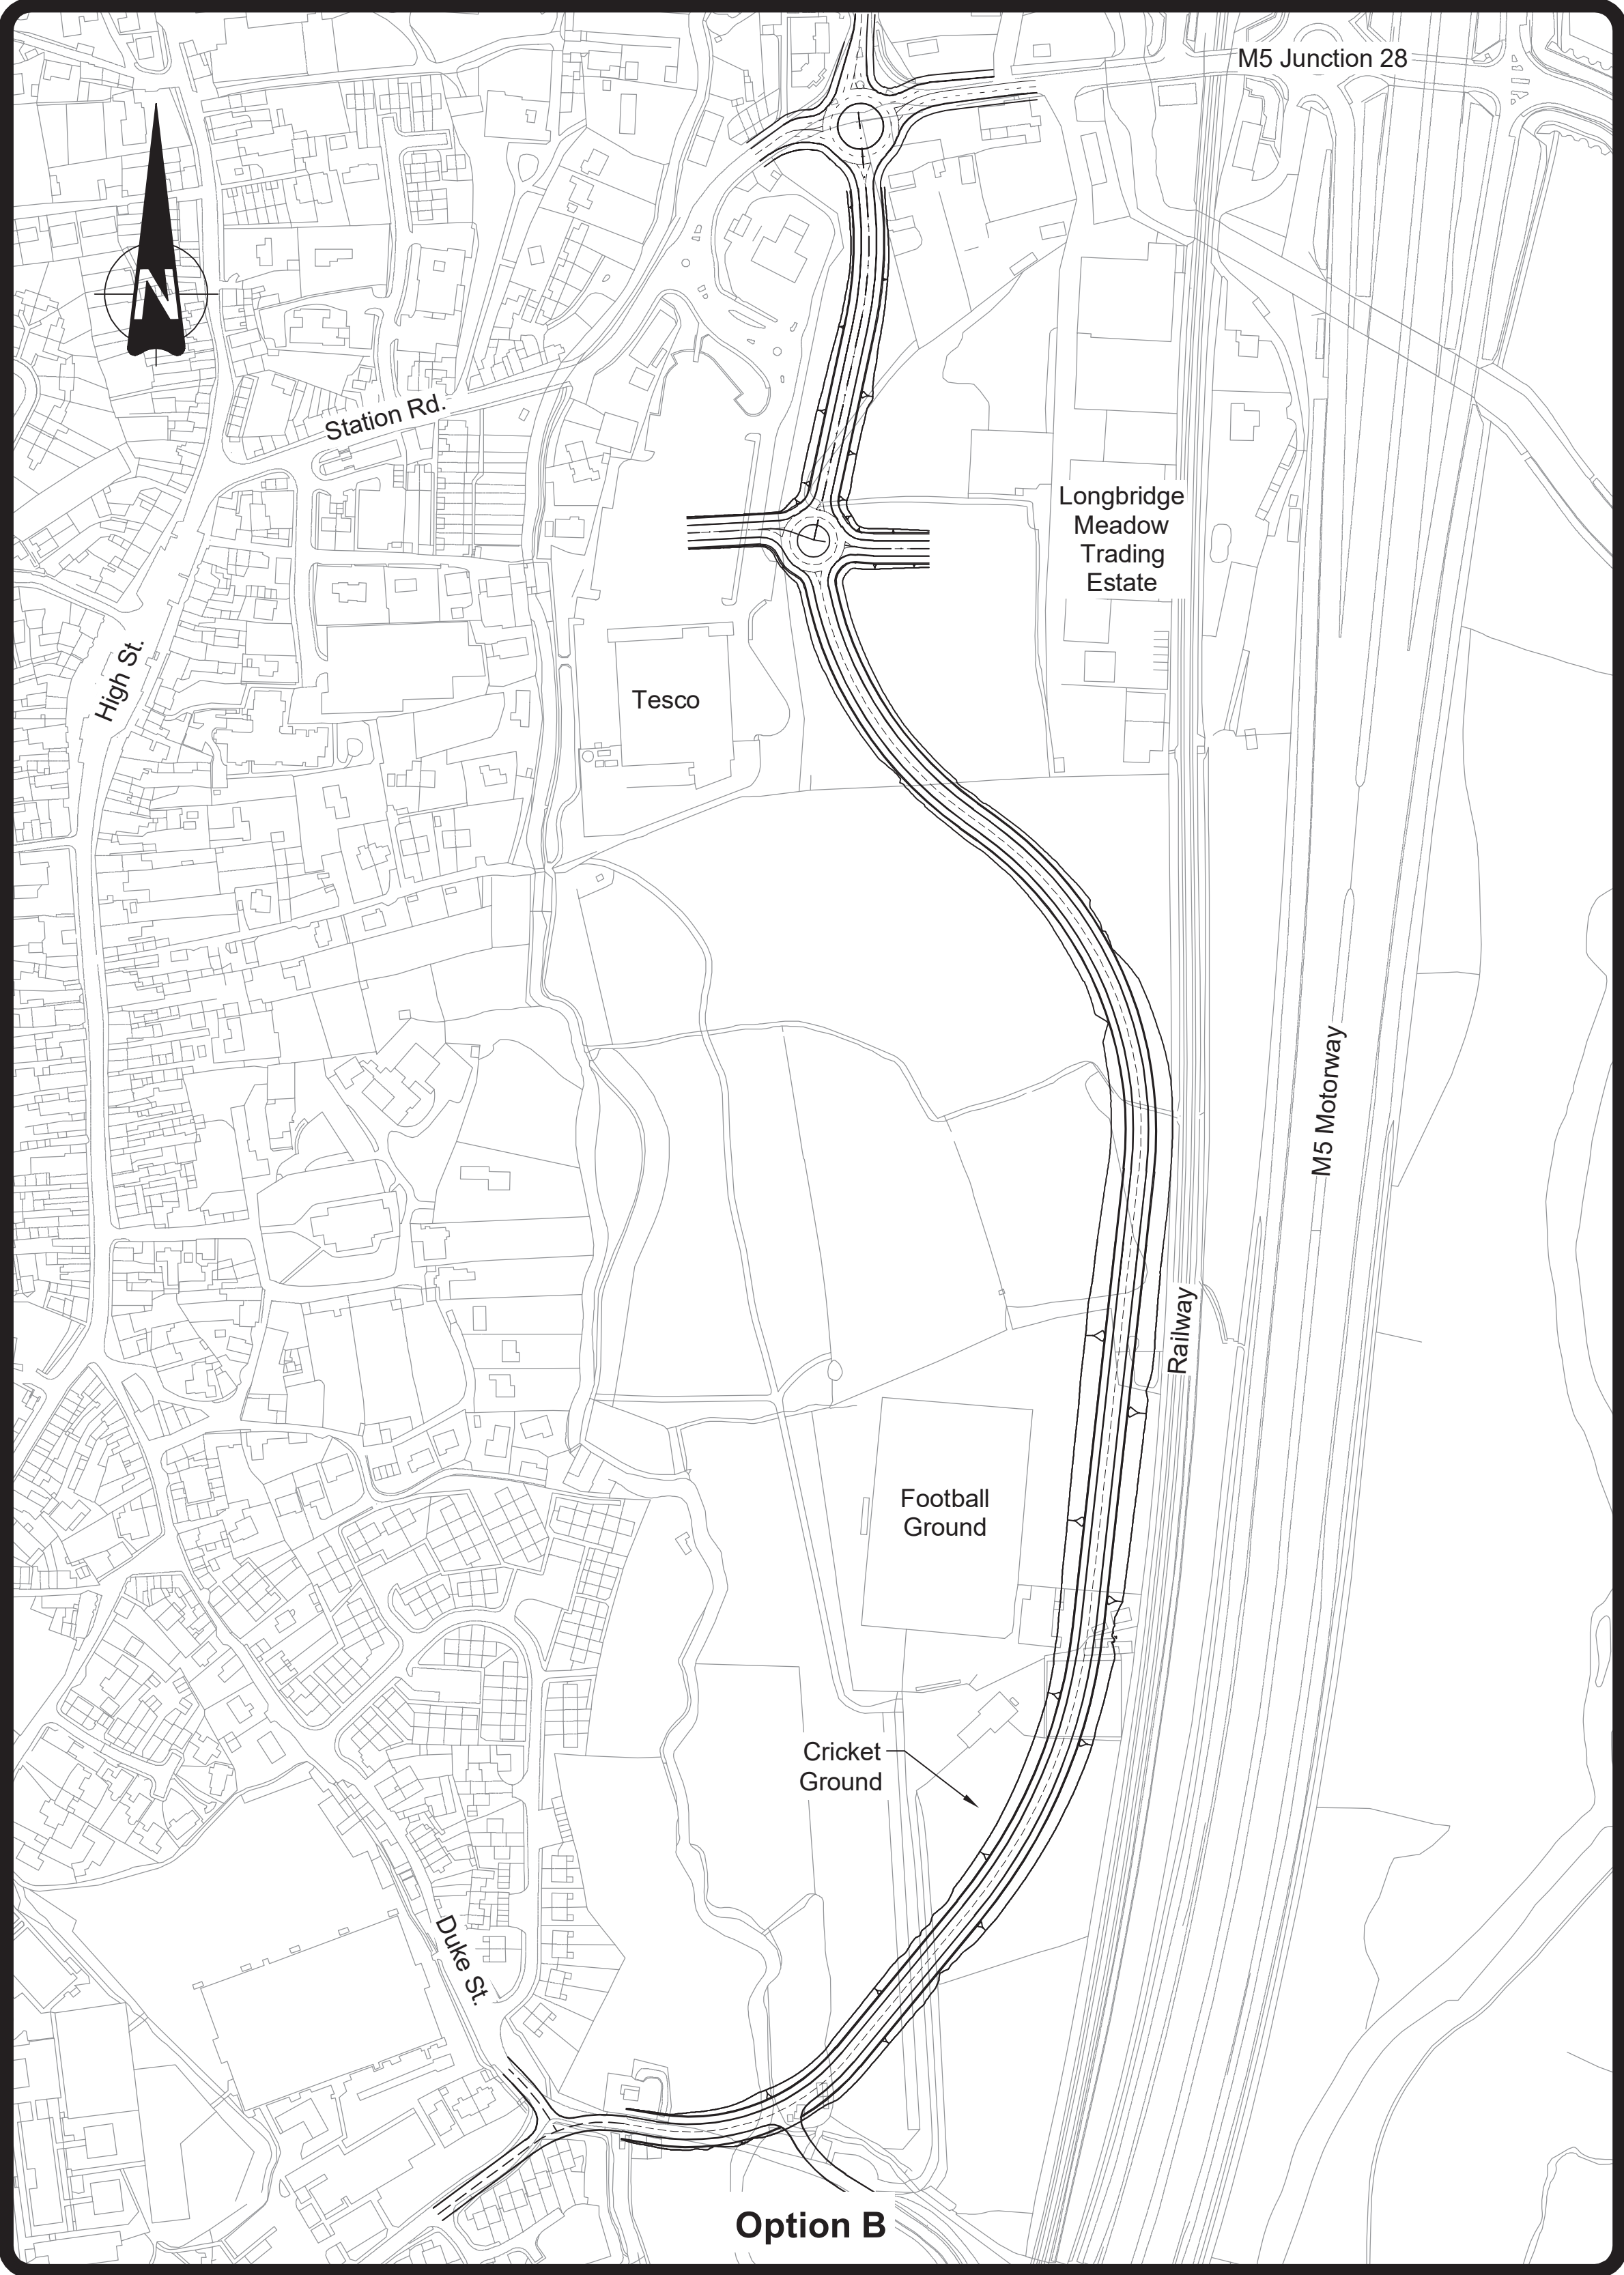 M5 Junction 28
N
Station Rd.
Longbridge
Meadow
Trading
Estate
High St.
Tesco
M5 Motorway
Railway
Football
Ground
Cricket
Ground
Duke St.
Option B